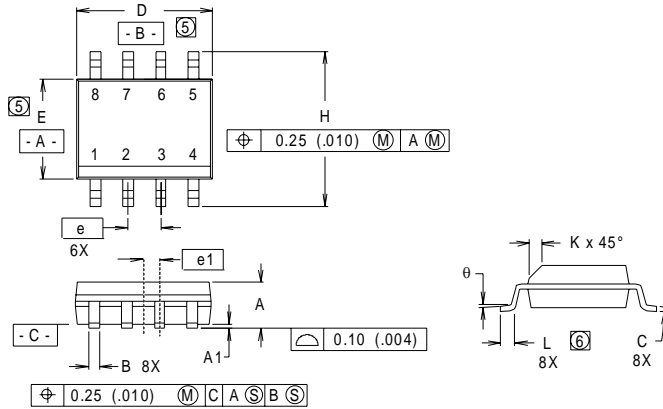 D
- B - 5
8 7 6 5
5 E
- A -
H
⌖ 0.25 (.010) Ⓜ A Ⓜ
1 2 3 4
e
6X
e1
K x 45°
θ
A
- C -
A1
⌓ 0.10 (.004)
B 8X
L 6
8X
C
8X
⌖ 0.25 (.010) Ⓜ C A Ⓢ B Ⓢ